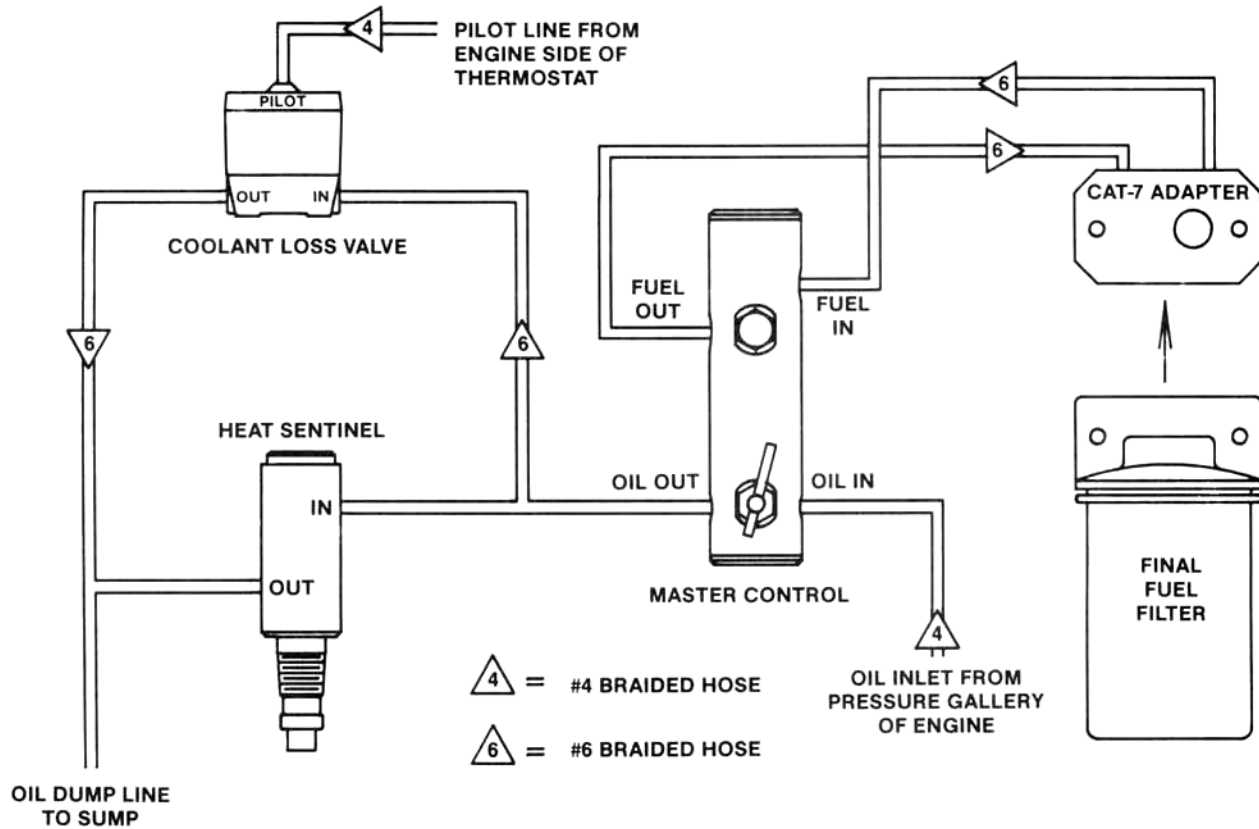 4
PILOT LINE FROM
ENGINE SIDE OF
THERMOSTAT
PILOT
OUT
IN
COOLANT LOSS VALVE
6
6
6
6
CAT-7 ADAPTER
FUEL
OUT
FUEL
IN
HEAT SENTINEL
IN
OUT
OIL OUT
OIL IN
MASTER CONTROL
4
OIL INLET FROM
PRESSURE GALLERY
OF ENGINE
FINAL
FUEL
FILTER
4 = #4 BRAIDED HOSE
6 = #6 BRAIDED HOSE
OIL DUMP LINE
TO SUMP